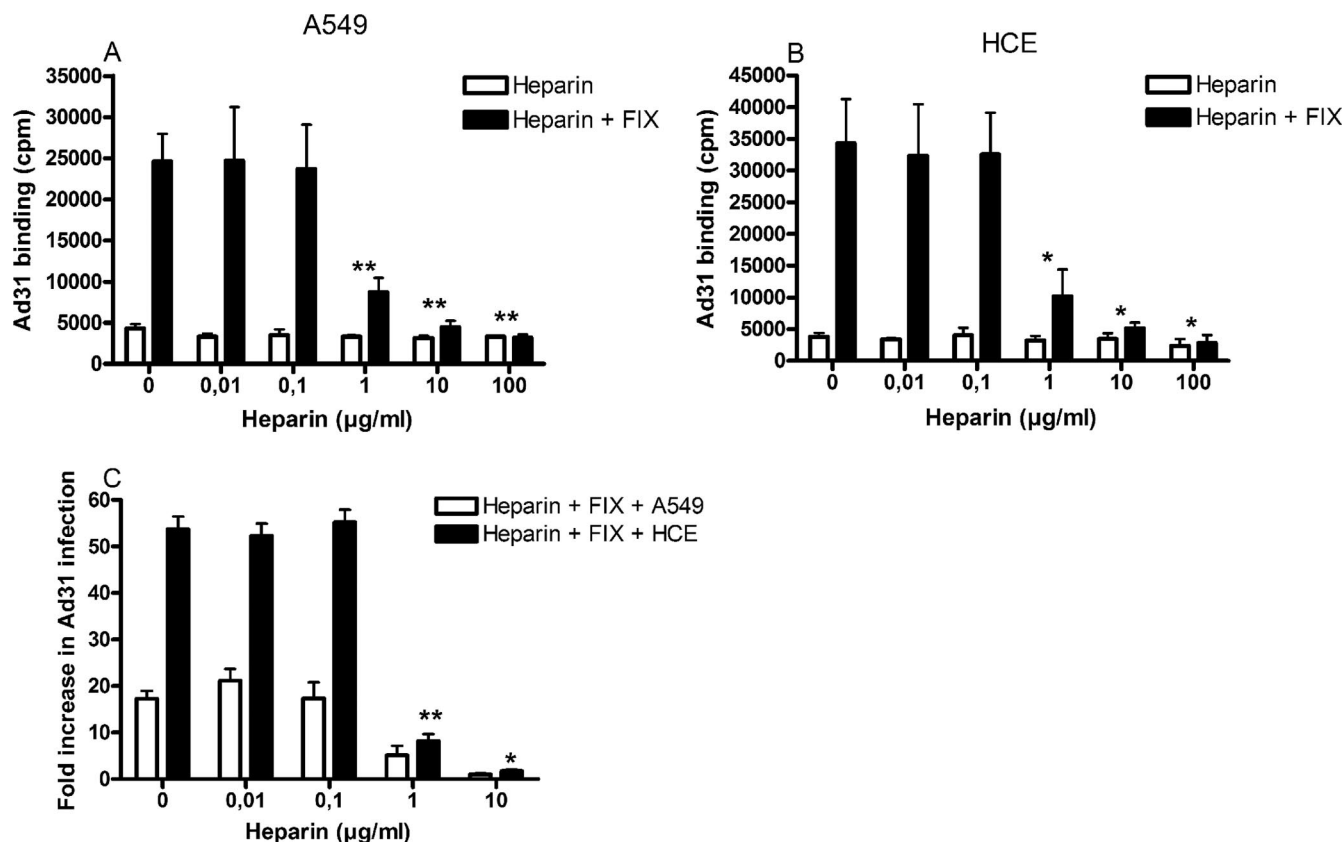 A549
A
Heparin
Heparin + FIX
Ad31 binding (cpm)
35000
30000
25000
20000
15000
10000
5000
0
** ** **
0 0,01 0,1 1 10 100
Heparin (µg/ml)
HCE
B
Heparin
Heparin + FIX
Ad31 binding (cpm)
45000
40000
35000
30000
25000
20000
15000
10000
5000
0
* * *
0 0,01 0,1 1 10 100
Heparin (µg/ml)
C
Heparin + FIX + A549
Heparin + FIX + HCE
Fold increase in Ad31 infection
60
50
40
30
20
10
0
** *
0 0,01 0,1 1 10
Heparin (µg/ml)